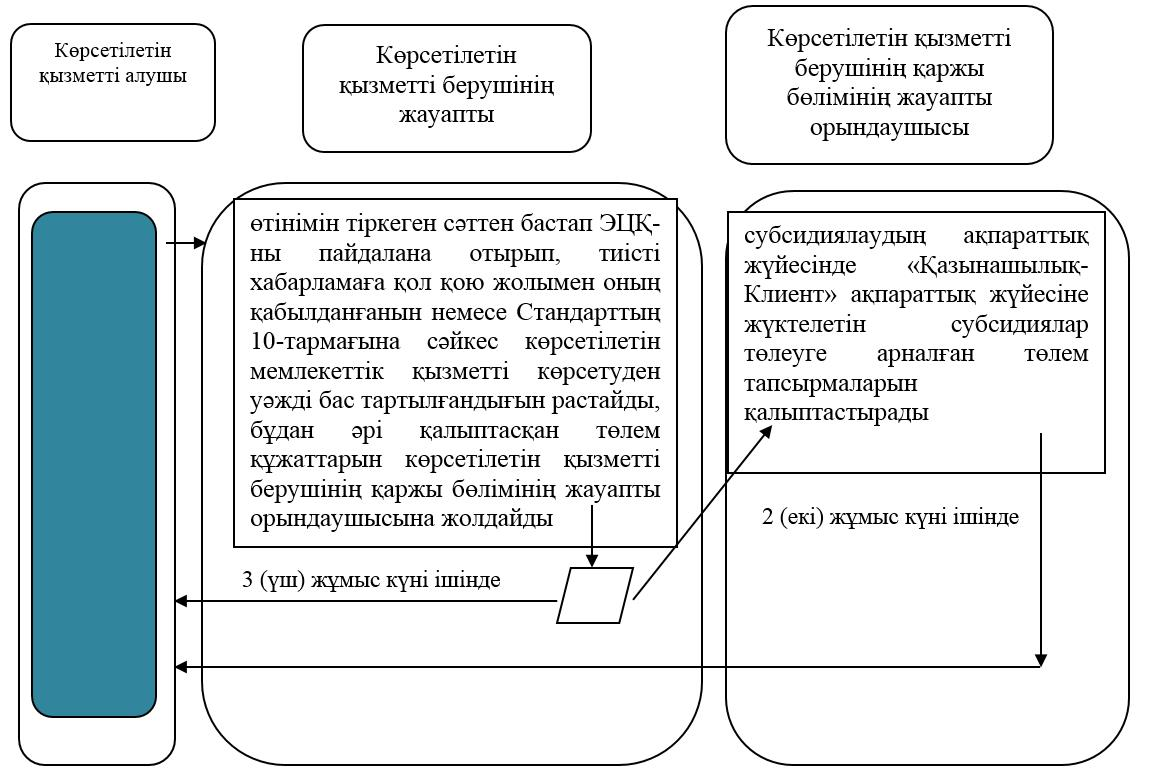 Көрсетілетін
қызметті алушы
Көрсетілетін
қызметті берушінің
жауапты
Көрсетілетін қызметті
берушінің қаржы
бөлімінің жауапты
орындаушысы
өтінімін тіркеген сәттен бастап ЭЦҚ-
ны пайдалана отырып, тиісті
хабарламаға қол қою жолымен оның
қабылданғанын немесе Стандарттың
10-тармағына сәйкес көрсетілетін
мемлекеттік қызметті көрсетуден
уәжді бас тартылғандығын растайды,
бұдан әрі қалыптасқан төлем
құжаттарын көрсетілетін қызметті
берушінің қаржы бөлімінің жауапты
орындаушысына жолдайды
3 (үш) жұмыс күні ішінде
субсидиялаудың ақпараттық
жүйесінде «Қазынашылық-
Клиент» ақпараттық жүйесіне
жүктелетін субсидиялар
төлеуге арналған төлем
тапсырмаларын
қалыптастырады
2 (екі) жұмыс күні ішінде